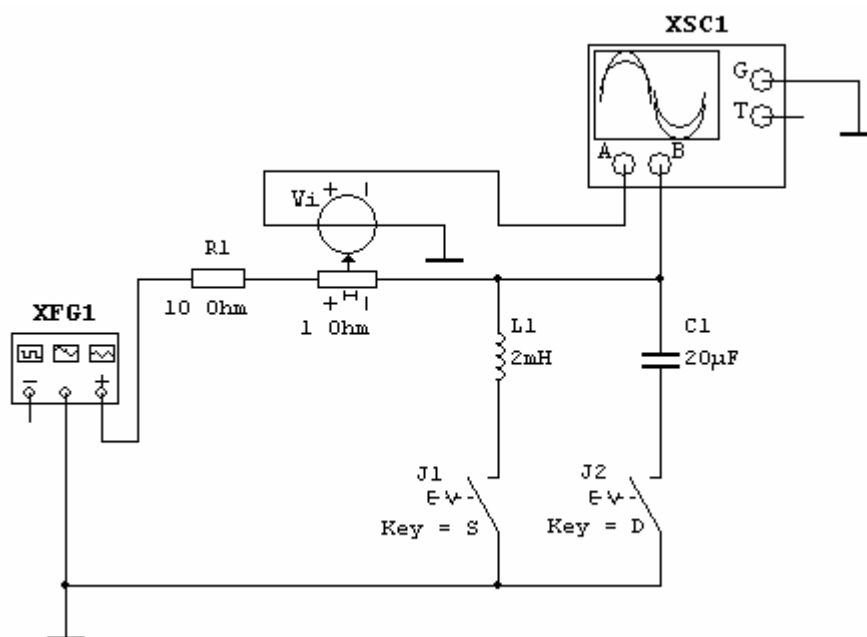 XSC1
G
T
A B
+ -
Vi
R1
10 Ohm
+ -
1 Ohm
XFG1
- +
L1
2mH
C1
20µF
J1
Key = S
J2
Key = D